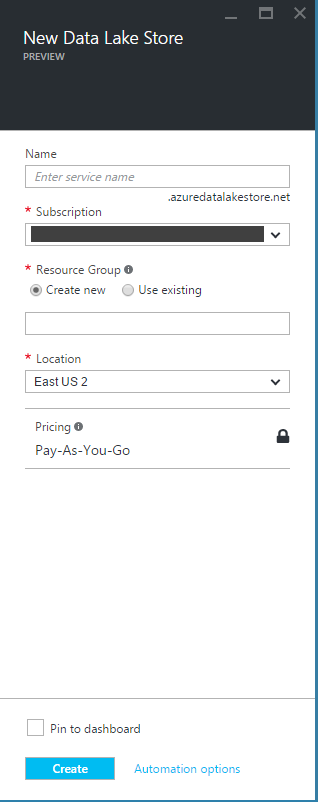 New Data Lake Store
PREVIEW
Name
Enter service name
.azuredatalakestore.net
* Subscription
* Resource Group
Create new Use existing
* Location
East US 2
Pricing
Pay-As-You-Go
Pin to dashboard
Create Automation options